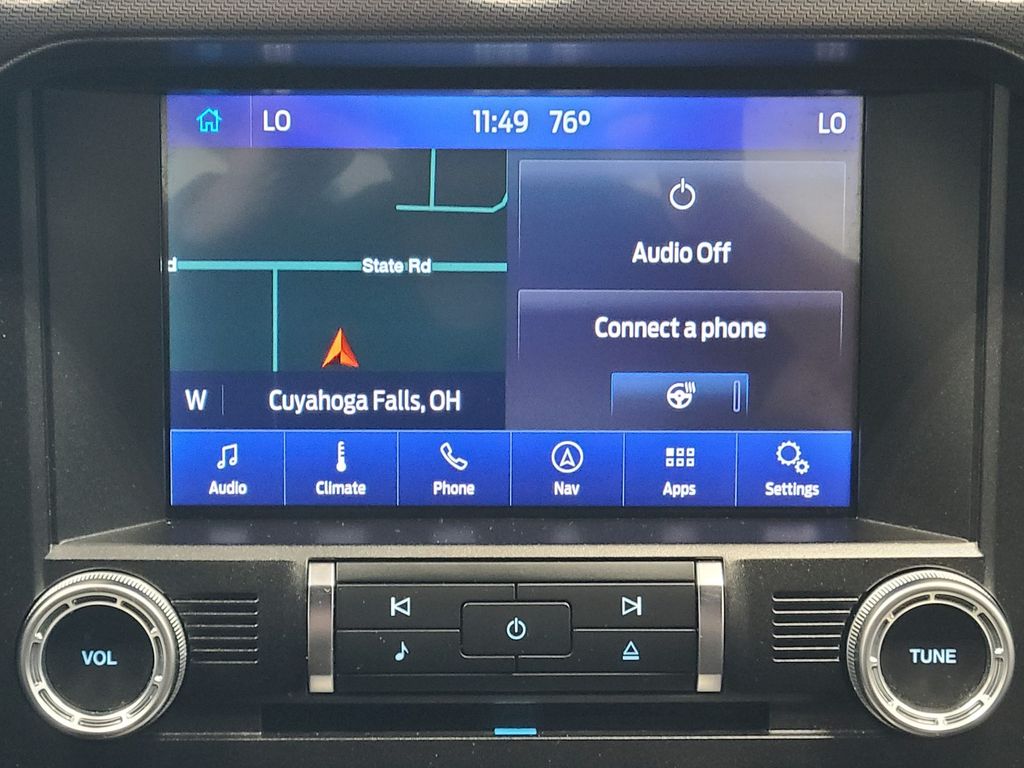 LO 11:49 76º LO
Audio Off
d State Rd
Connect a phone
W Cuyahoga Falls, OH
Audio Climate Phone Nav Apps Settings
VOL TUNE